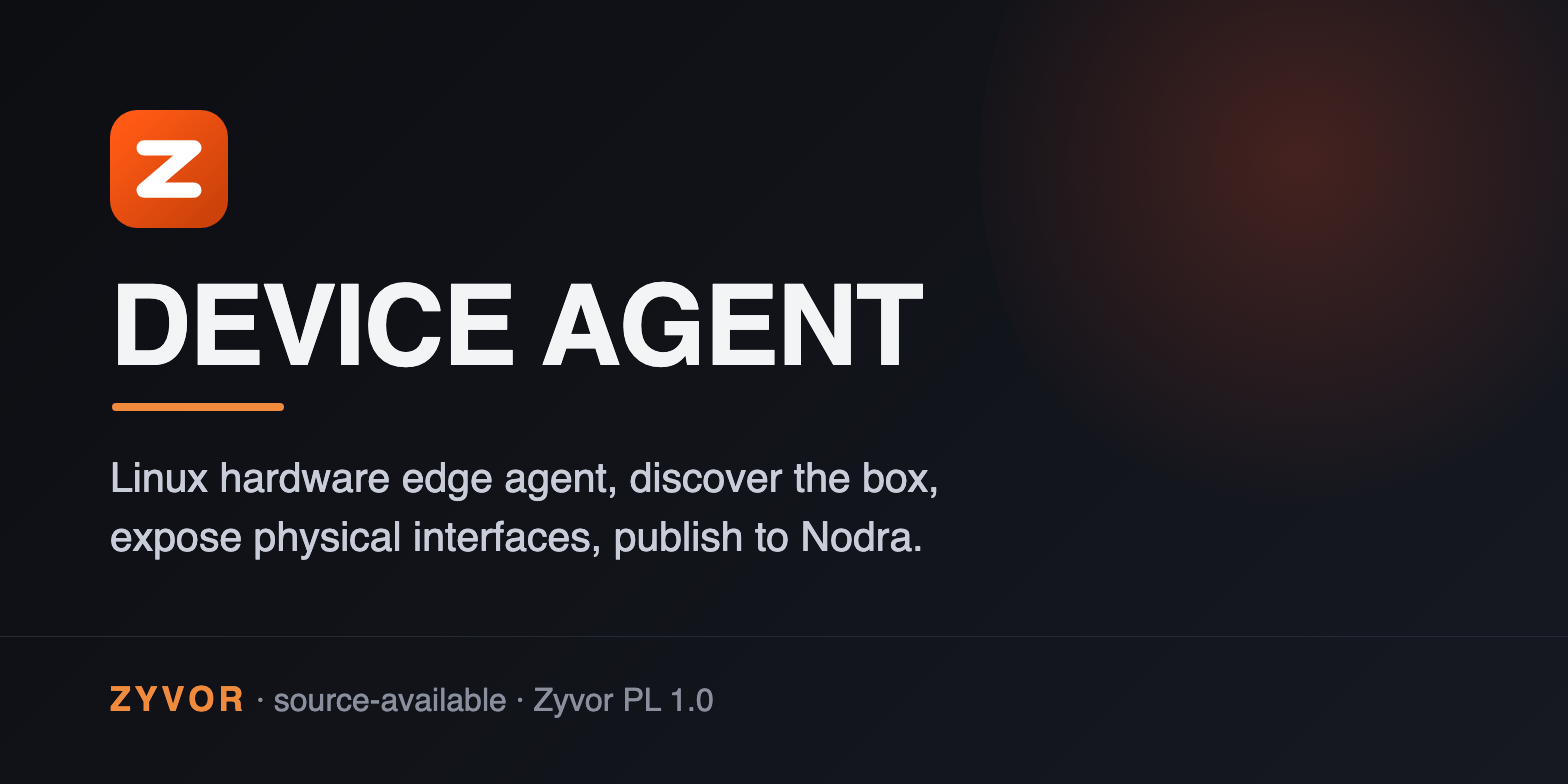 Z
DEVICE AGENT
Linux hardware edge agent, discover the box,
expose physical interfaces, publish to Nodra.
ZYVOR · source-available · Zyvor PL 1.0